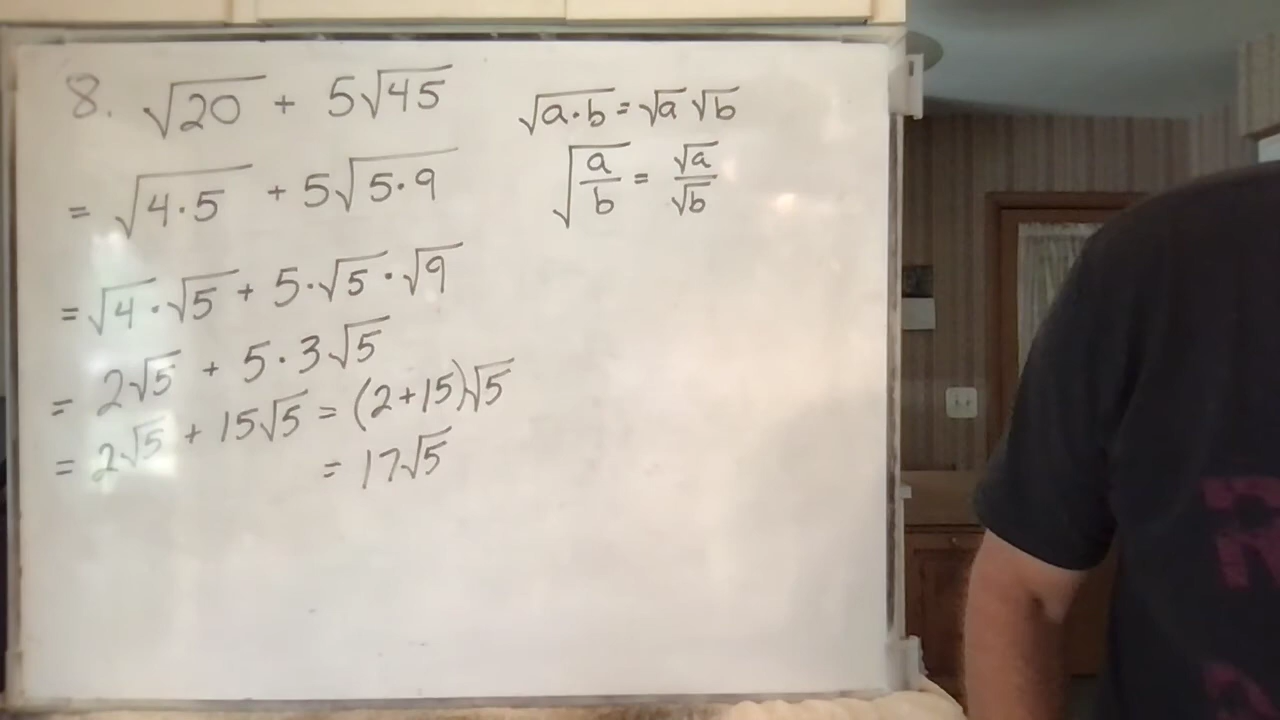 8. √20 + 5√45
= √4·5 + 5√5·9
= √4·√5 + 5·√5·√9
= 2√5 + 5·3√5
= 2√5 + 15√5 = (2+15)√5
= 17√5
√a·b = √a √b
√a/b = √a/√b